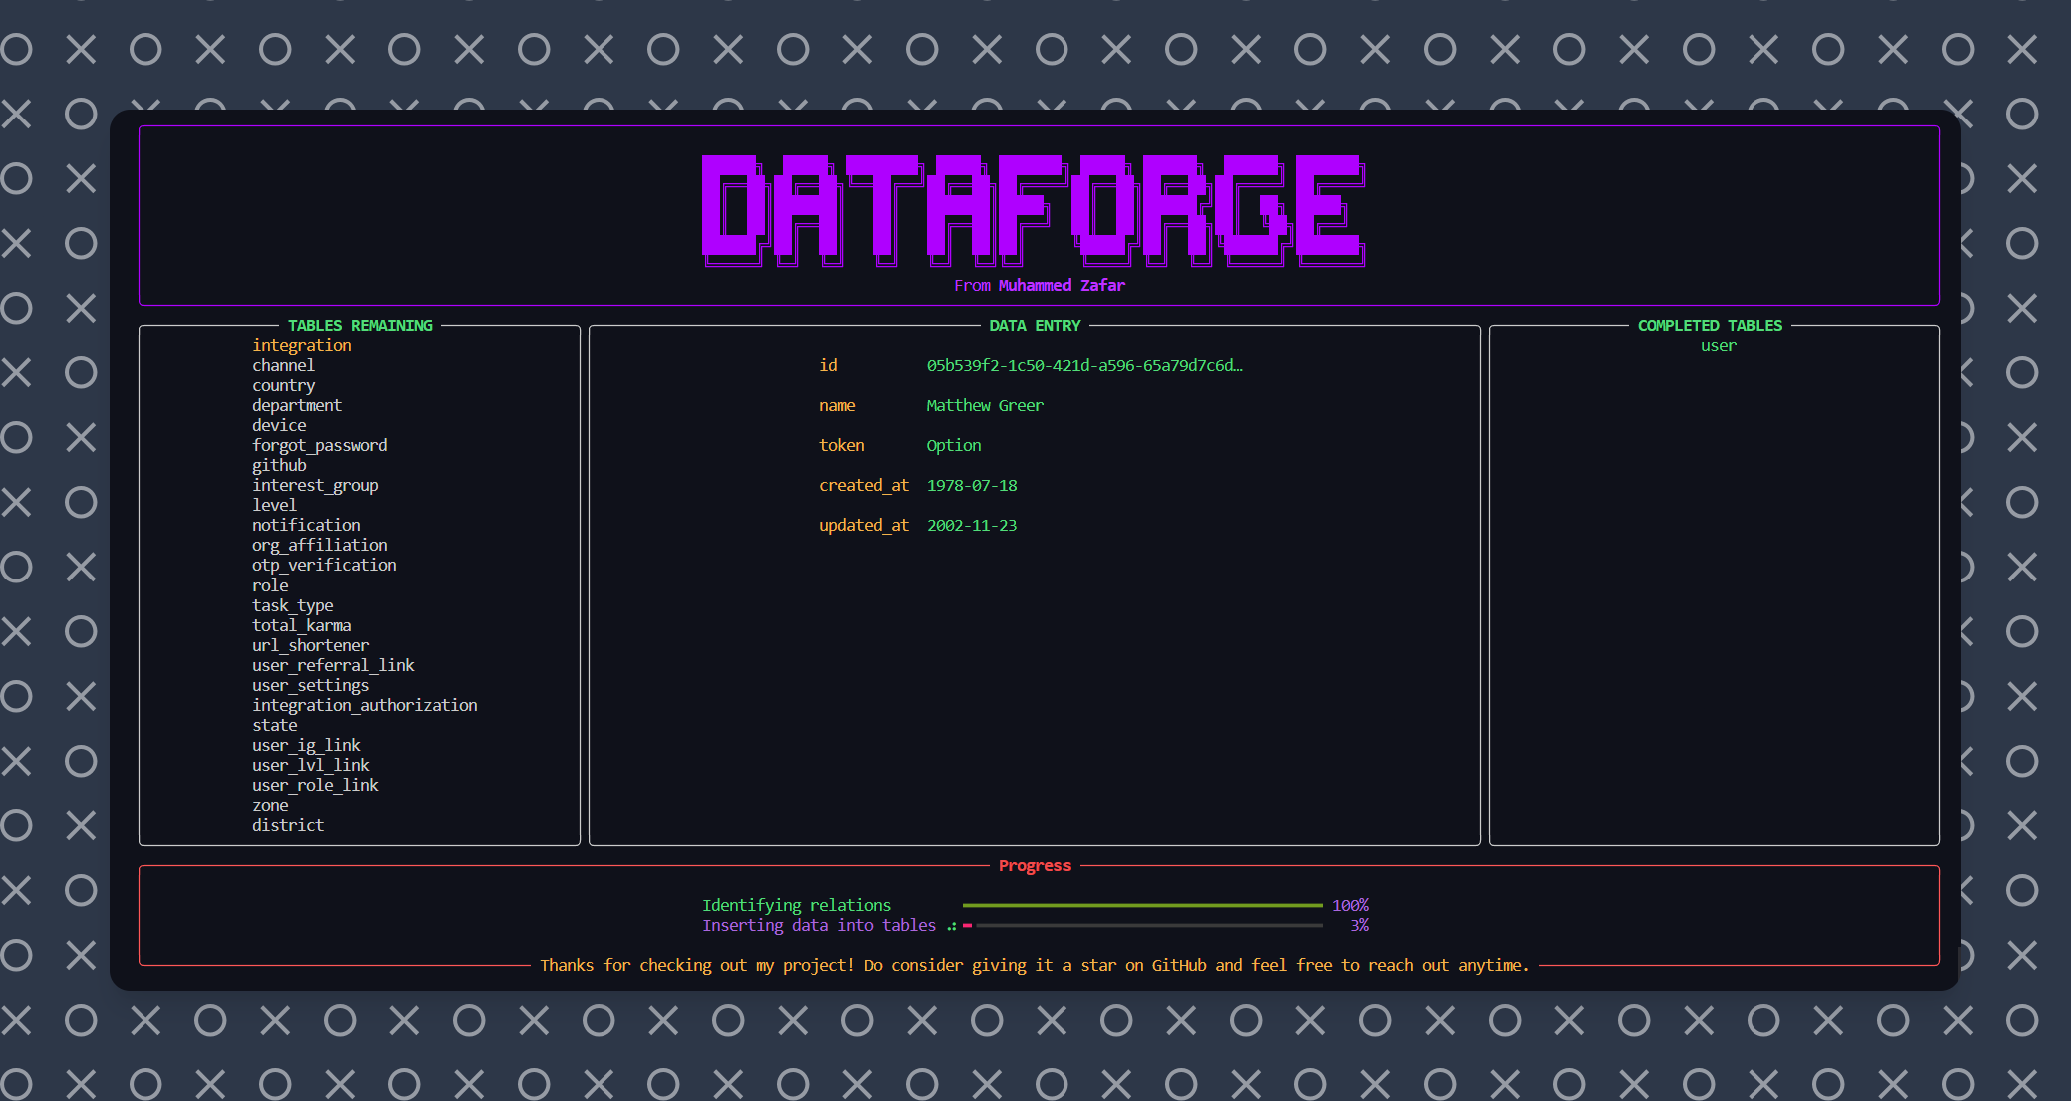 DATAFORGE
From Muhammed Zafar
TABLES REMAINING
integration
channel
country
department
device
forgot_password
github
interest_group
level
notification
org_affiliation
otp_verification
role
task_type
total_karma
url_shortener
user_referral_link
user_settings
integration_authorization
state
user_ig_link
user_lvl_link
user_role_link
zone
district
DATA ENTRY
id 05b539f2-1c50-421d-a596-65a79d7c6d…
name Matthew Greer
token Option
created_at 1978-07-18
updated_at 2002-11-23
COMPLETED TABLES
user
Progress
Identifying relations 100%
Inserting data into tables 3%
Thanks for checking out my project! Do consider giving it a star on GitHub and feel free to reach out anytime.